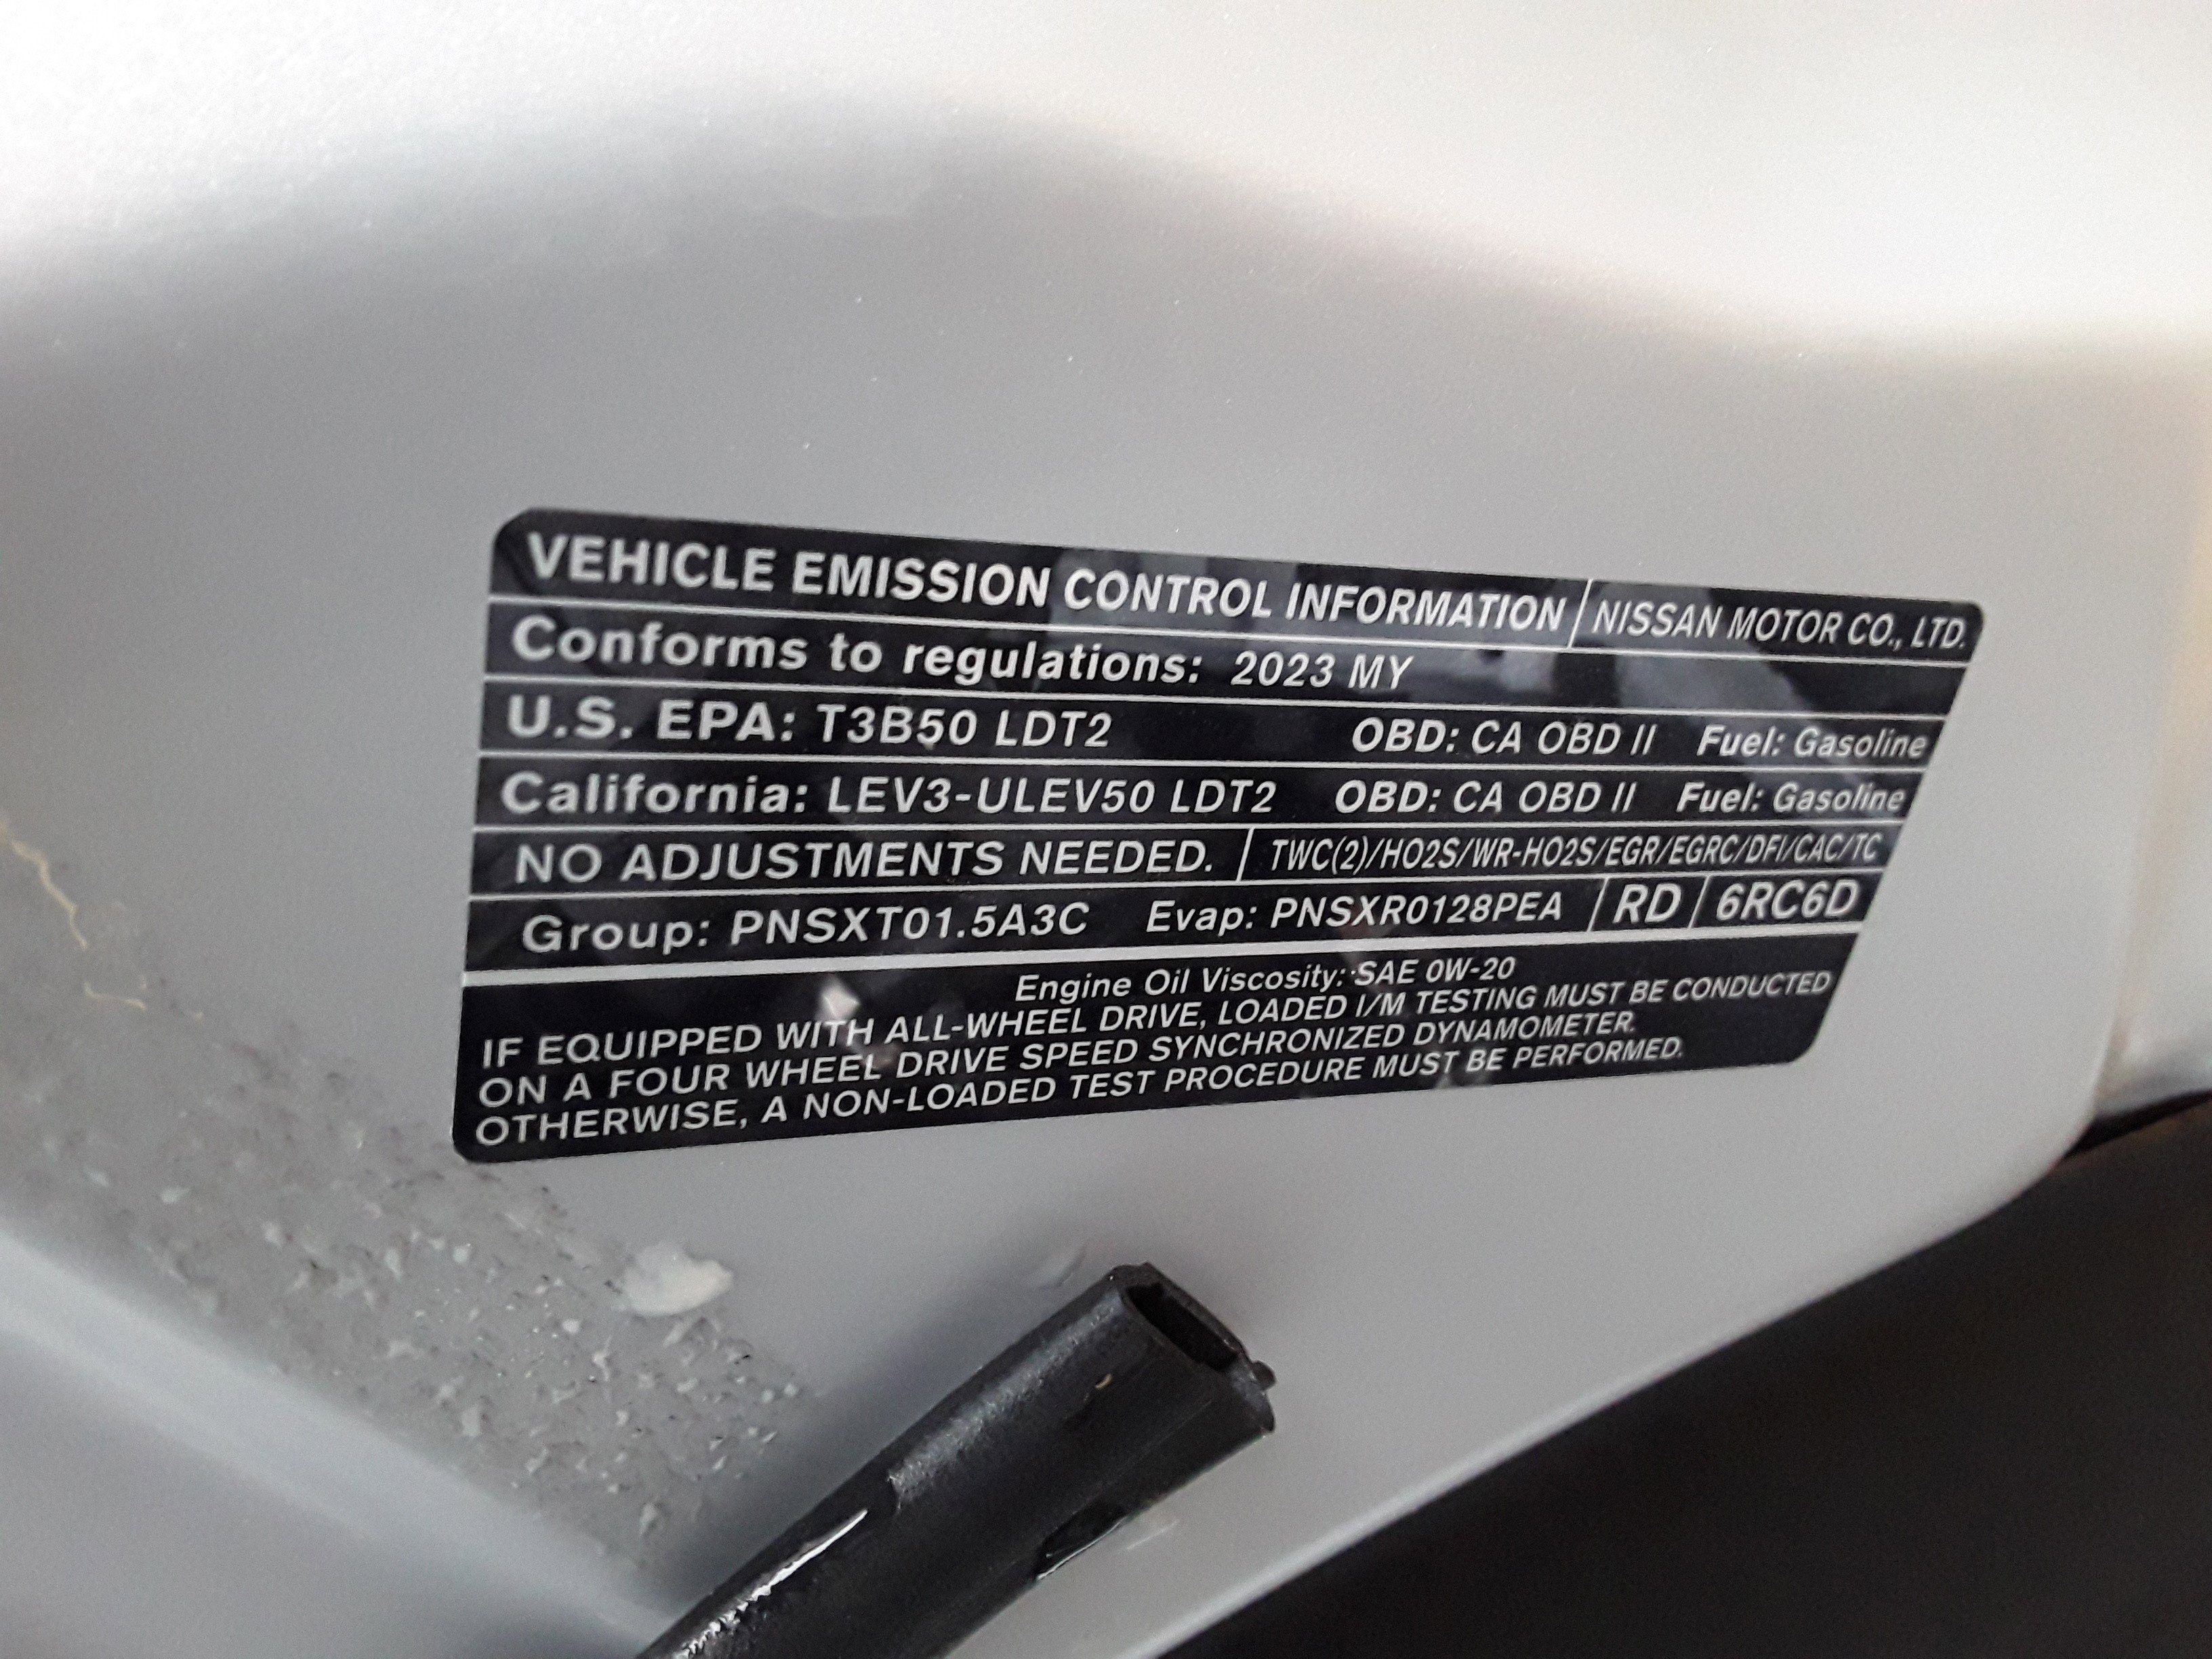 VEHICLE EMISSION CONTROL INFORMATION NISSAN MOTOR CO., LTD.
Conforms to regulations: 2023 MY
U.S. EPA: T3B50 LDT2 OBD: CA OBD II Fuel: Gasoline
California: LEV3-ULEV50 LDT2 OBD: CA OBD II Fuel: Gasoline
NO ADJUSTMENTS NEEDED. TWC(2)/HO2S/WR-HO2S/EGR/EGRC/DFI/CAC/TC
Group: PNSXT01.5A3C Evap: PNSXR0128PEA RD 6RC6D
Engine Oil Viscosity: SAE 0W-20
IF EQUIPPED WITH ALL-WHEEL DRIVE, LOADED I/M TESTING MUST BE CONDUCTED
ON A FOUR WHEEL DRIVE SPEED SYNCHRONIZED DYNAMOMETER.
OTHERWISE, A NON-LOADED TEST PROCEDURE MUST BE PERFORMED.